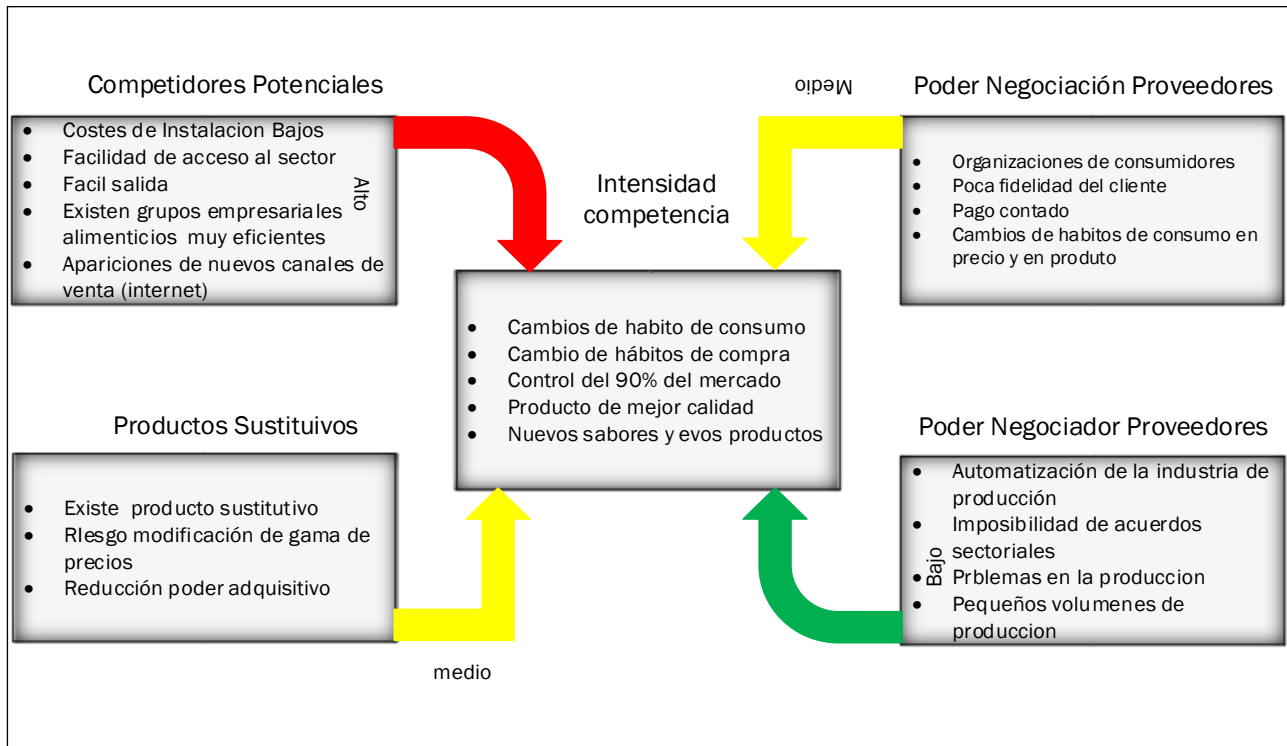 Competidores Potenciales
• Costes de Instalacion Bajos
• Facilidad de acceso al sector
• Facil salida
• Existen grupos empresariales
alimenticios muy eficientes
• Apariciones de nuevos canales de
venta (internet)
Alto
Medio
Poder Negociación Proveedores
• Organizaciones de consumidores
• Poca fidelidad del cliente
• Pago contado
• Cambios de habitos de consumo en
precio y en produto
Intensidad
competencia
• Cambios de habito de consumo
• Cambio de hábitos de compra
• Control del 90% del mercado
• Producto de mejor calidad
• Nuevos sabores y evos productos
Productos Sustituivos
• Existe producto sustitutivo
• RIesgo modificación de gama de
precios
• Reducción poder adquisitivo
medio
Poder Negociador Proveedores
• Automatización de la industria de
producción
• Imposibilidad de acuerdos
sectoriales
• Prblemas en la produccion
• Pequeños volumenes de
produccion
Bajo